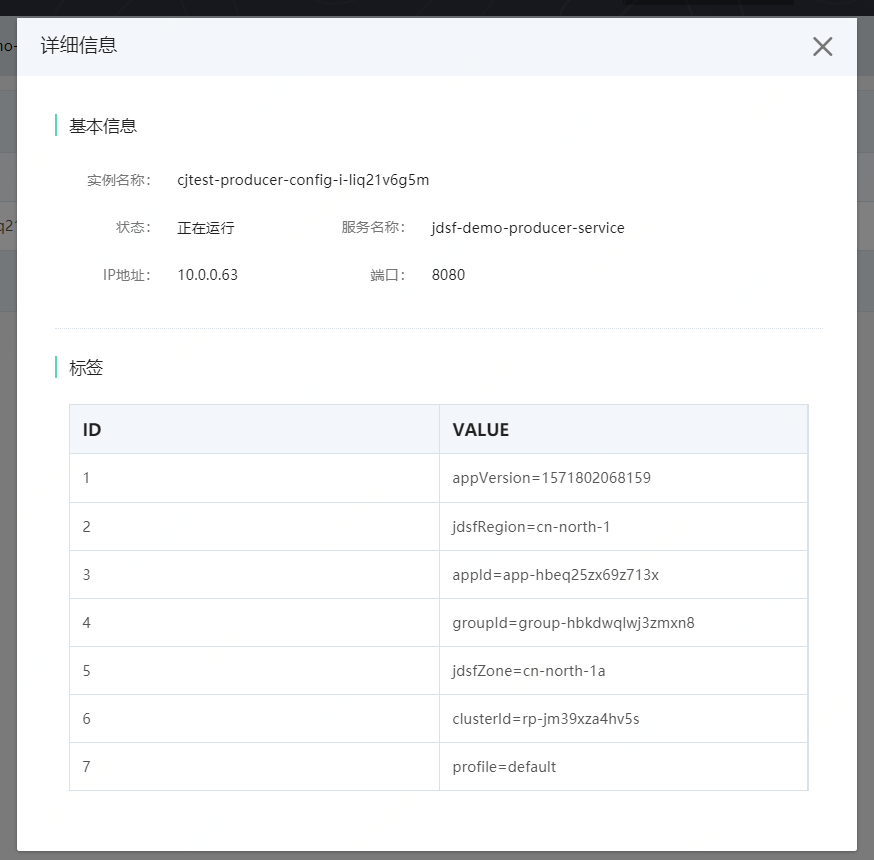 详细信息
基本信息
实例名称： cjtest-producer-config-i-liq21v6g5m
状态： 正在运行 服务名称： jdsf-demo-producer-service
IP地址： 10.0.0.63 端口： 8080
标签
ID VALUE
1 appVersion=1571802068159
2 jdsfRegion=cn-north-1
3 appId=app-hbeq25zx69z713x
4 groupId=group-hbkdwqlwj3zmxn8
5 jdsfZone=cn-north-1a
6 clusterId=rp-jm39xza4hv5s
7 profile=default